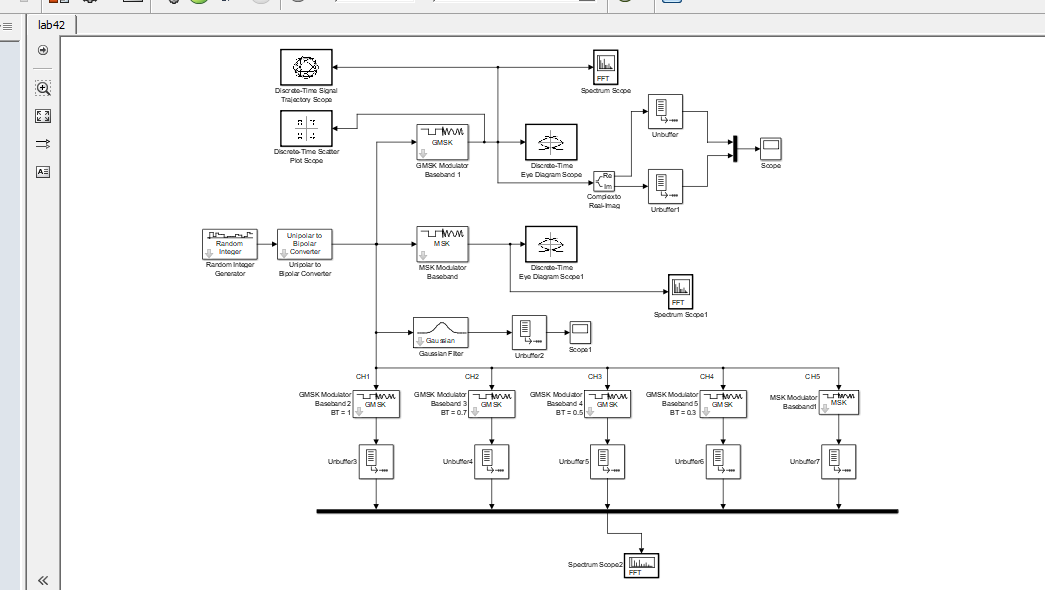 lab42
Discrete-Time Signal
Trajectory Scope
FFT
Spectrum Scope
Discrete-Time Scatter
Plot Scope
GMSK
GMSK Modulator
Baseband 1
Discrete-Time
Eye Diagram Scope
Unbuffer
Scope
Re
Im
Complex to
Real-Imag
Unbuffer1
Random
Integer
Random Integer
Generator
Unipolar to
Bipolar
Converter
Unipolar to
Bipolar Converter
MSK
MSK Modulator
Baseband
Discrete-Time
Eye Diagram Scope1
FFT
Spectrum Scope1
Gaussian
Gaussian Filter
Unbuffer2
Scope1
CH1
CH2
CH3
CH4
CH5
GMSK Modulator
Baseband 2
BT = 1
GMSK
GMSK Modulator
Baseband 3
BT = 0.7
GMSK
GMSK Modulator
Baseband 4
BT = 0.5
GMSK
GMSK Modulator
Baseband 5
BT = 0.3
GMSK
MSK Modulator
Baseband1
MSK
Unbuffer3
Unbuffer4
Unbuffer5
Unbuffer6
Unbuffer7
Spectrum Scope2
FFT